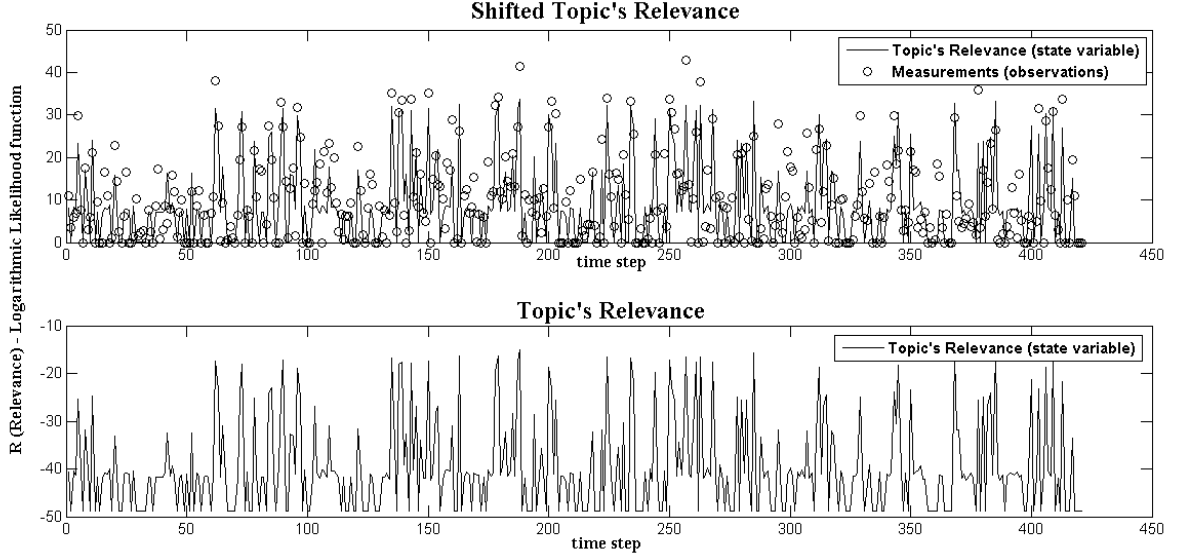 Shifted Topic's Relevance
50
40
30
20
10
0
Topic's Relevance (state variable)
Measurements (observations)
0 50 100 150 200 250 300 350 400 450
time step
R (Relevance) - Logarithmic Likelihood function
Topic's Relevance
-10
-20
-30
-40
-50
Topic's Relevance (state variable)
0 50 100 150 200 250 300 350 400 450
time step